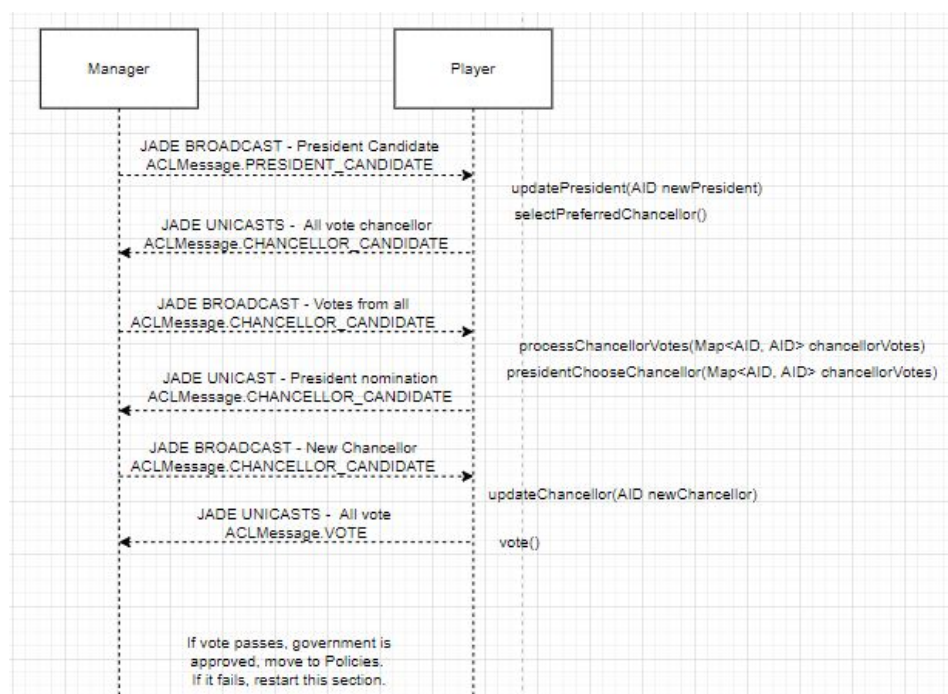 Manager
Player
JADE BROADCAST - President Candidate
ACLMessage.PRESIDENT_CANDIDATE
updatePresident(AID newPresident)
selectPreferredChancellor()
JADE UNICASTS - All vote chancellor
ACLMessage.CHANCELLOR_CANDIDATE
JADE BROADCAST - Votes from all
ACLMessage.CHANCELLOR_CANDIDATE
processChancellorVotes(Map<AID, AID> chancellorVotes)
presidentChooseChancellor(Map<AID, AID> chancellorVotes)
JADE UNICAST - President nomination
ACLMessage.CHANCELLOR_CANDIDATE
JADE BROADCAST - New Chancellor
ACLMessage.CHANCELLOR_CANDIDATE
updateChancellor(AID newChancellor)
JADE UNICASTS - All vote
ACLMessage.VOTE
vote()
If vote passes, government is
approved, move to Policies.
If it fails, restart this section.